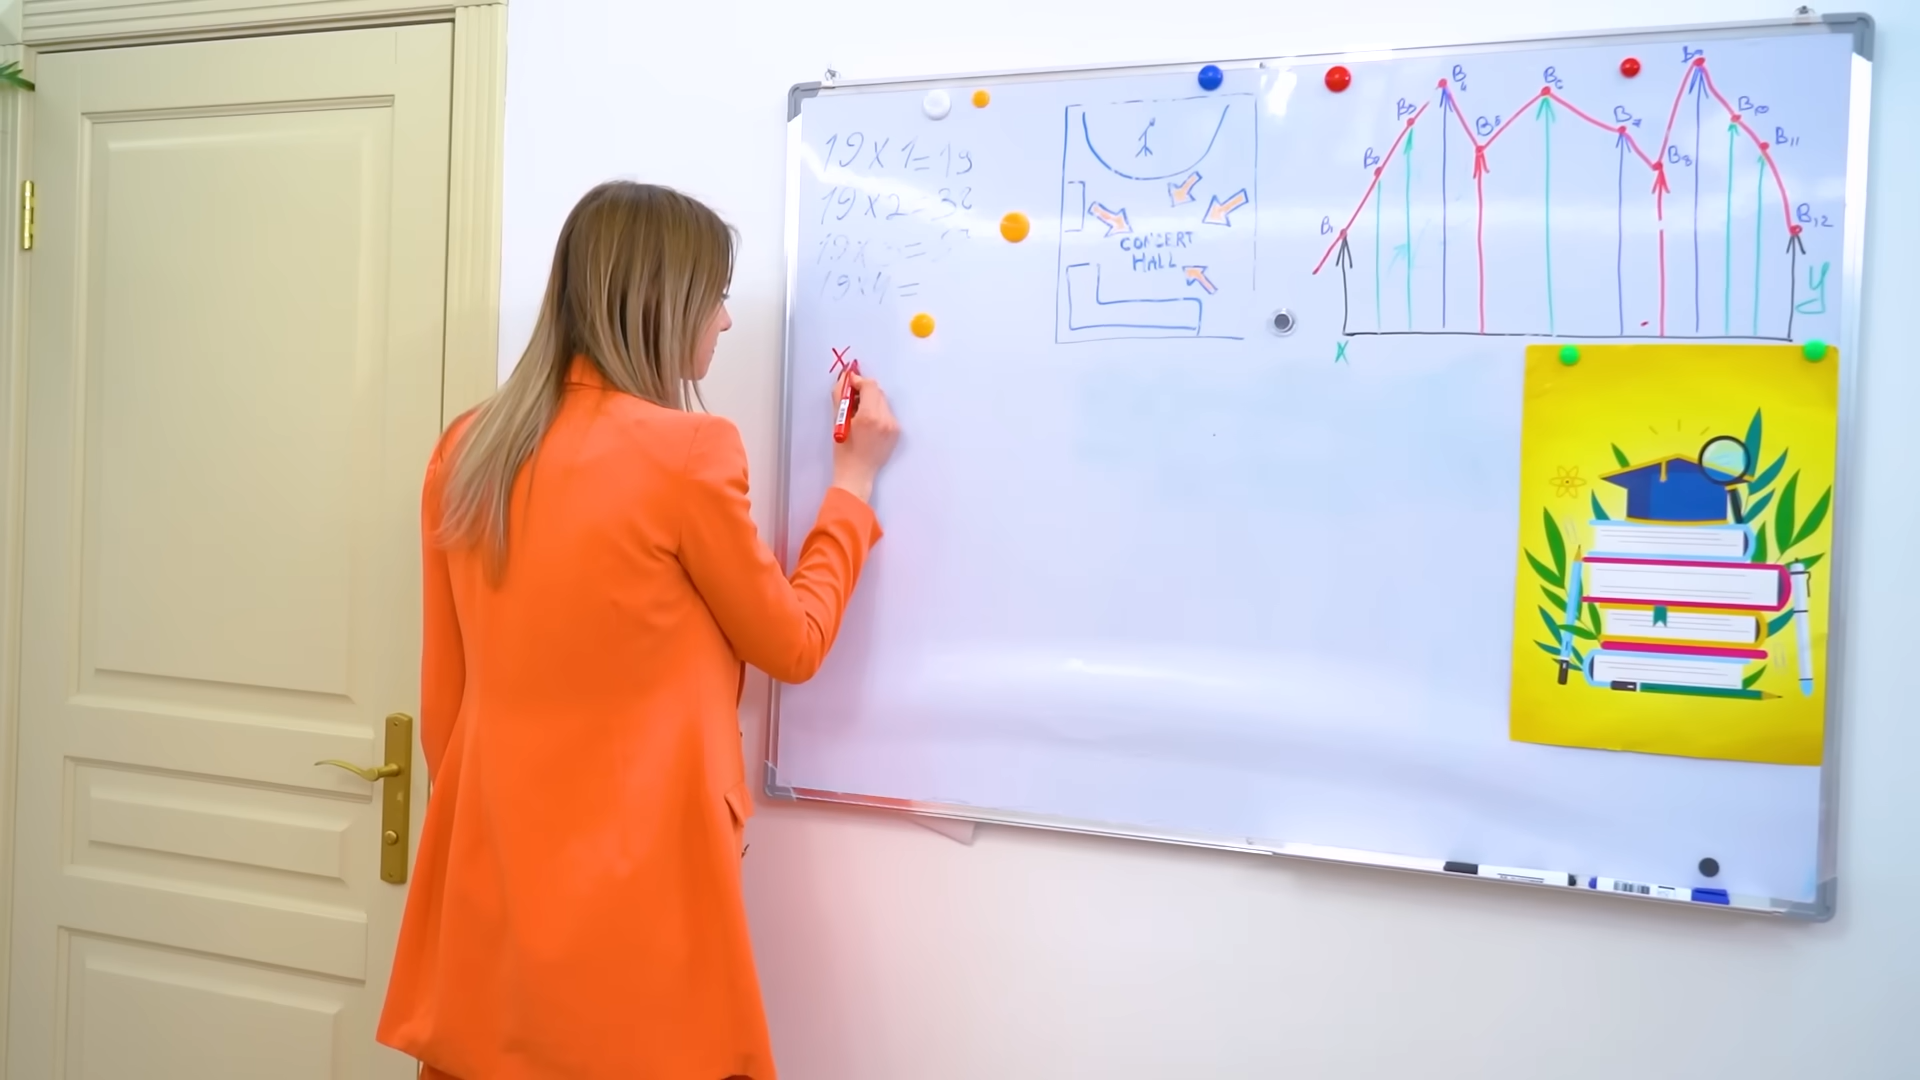 19 X 1 = 19
19 X 2 = 38
19 X
=
19 X 4 =
X
CONCERT
HALL
B1
B2
B3
B4
B5
B6
B7
B8
B10
B11
B12
X
y